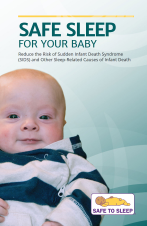 SAFE SLEEP
FOR YOUR BABY
Reduce the Risk of Sudden Infant Death Syndrome
(SIDS) and Other Sleep-Related Causes of Infant Death
SAFE TO SLEEP